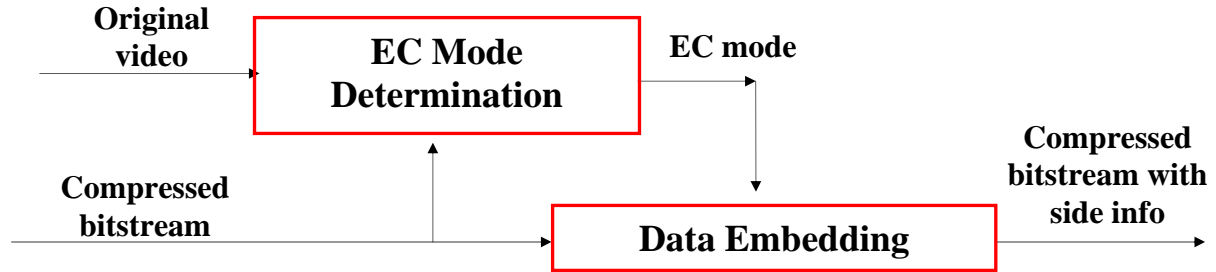 Original
video
EC Mode
Determination
EC mode
Compressed
bitstream
Data Embedding
Compressed
bitstream with
side info